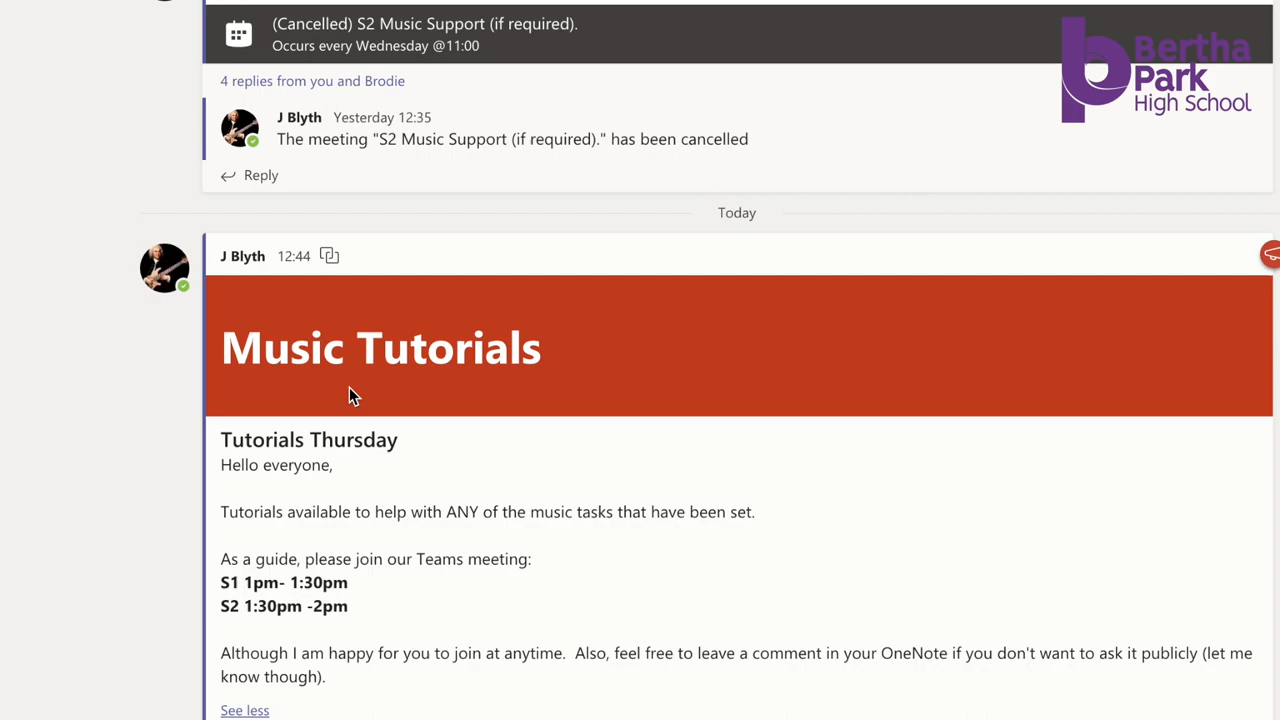 (Cancelled) S2 Music Support (if required).
Occurs every Wednesday @11:00
Bertha
Park
High School
4 replies from you and Brodie
J Blyth Yesterday 12:35
The meeting "S2 Music Support (if required)." has been cancelled
Reply
Today
J Blyth 12:44
Music Tutorials
Tutorials Thursday
Hello everyone,
Tutorials available to help with ANY of the music tasks that have been set.
As a guide, please join our Teams meeting:
S1 1pm- 1:30pm
S2 1:30pm -2pm
Although I am happy for you to join at anytime.  Also, feel free to leave a comment in your OneNote if you don't want to ask it publicly (let me
know though).
See less